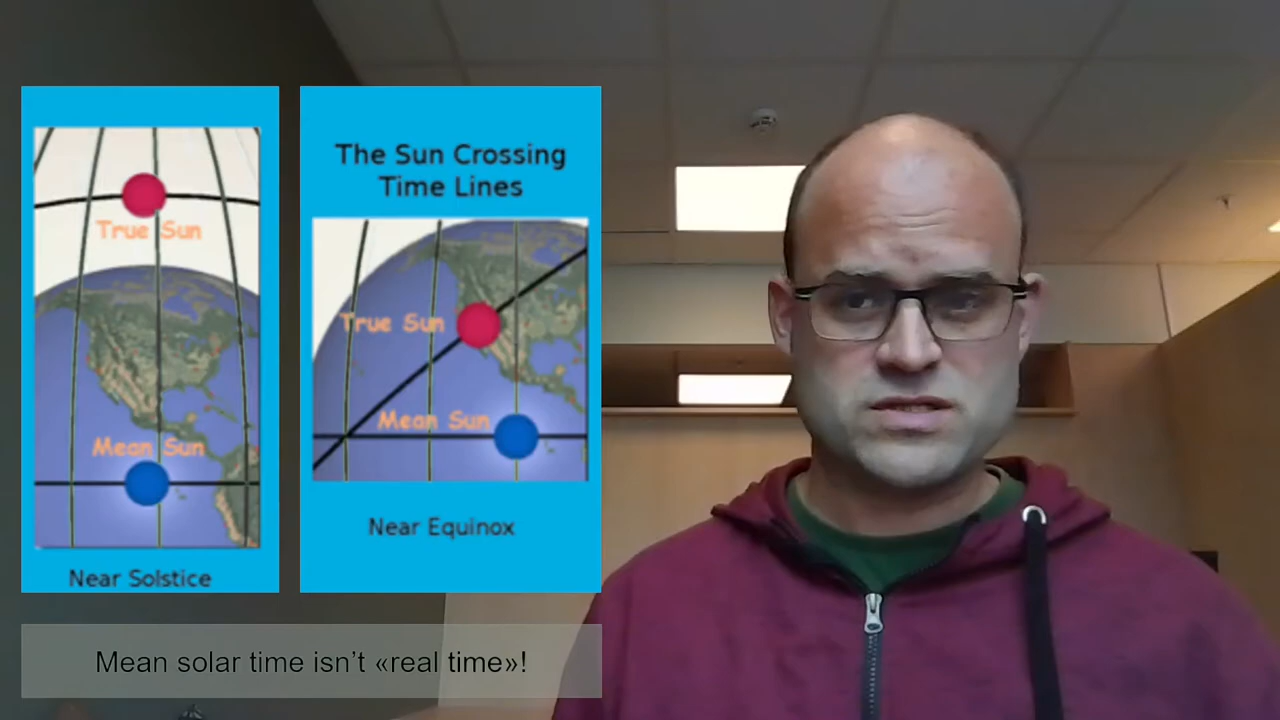 True Sun
Mean Sun
Near Solstice
The Sun Crossing
Time Lines
True Sun
Mean Sun
Near Equinox
Mean solar time isn’t «real time»!